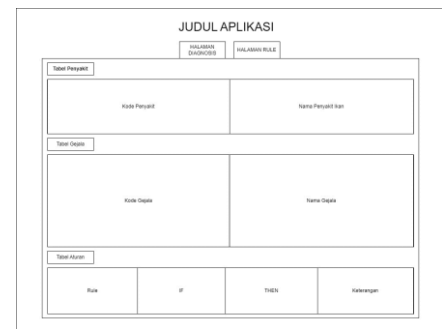 JUDUL APLIKASI
HALAMAN
DIAGNOSIS
HALAMAN RULE
Tabel Penyakit
Kode Penyakit
Nama Penyakit Ikan
Tabel Gejala
Kode Gejala
Nama Gejala
Tabel Aturan
Rule
IF
THEN
Keterangan